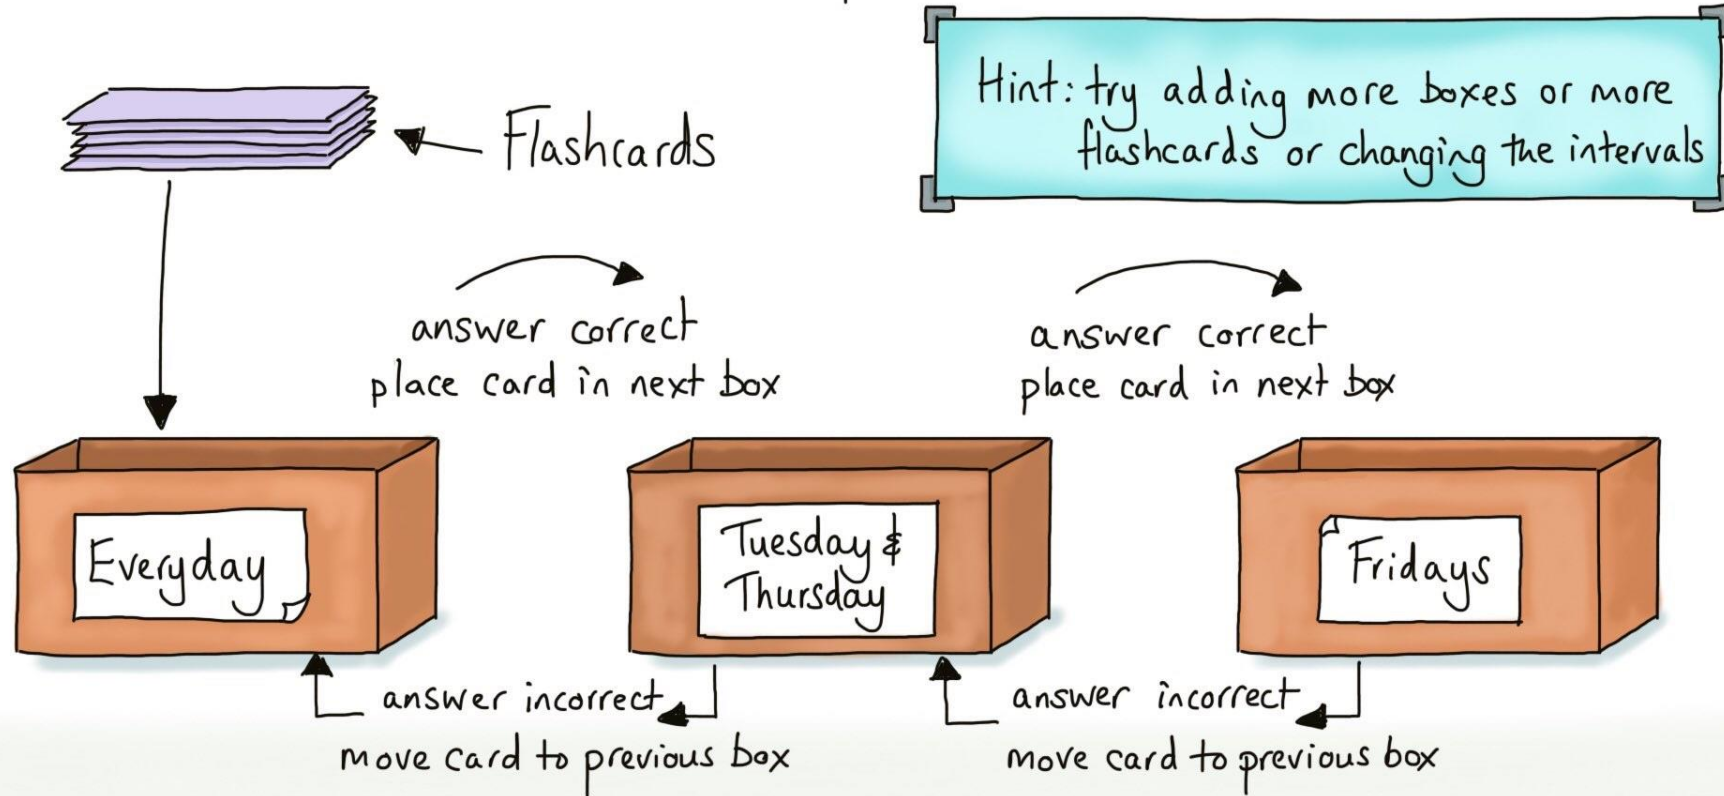 Flashcards
Hint: try adding more boxes or more
flashcards or changing the intervals
answer correct
place card in next box
answer correct
place card in next box
Everyday
Tuesday &
Thursday
Fridays
answer incorrect
move card to previous box
answer incorrect
move card to previous box